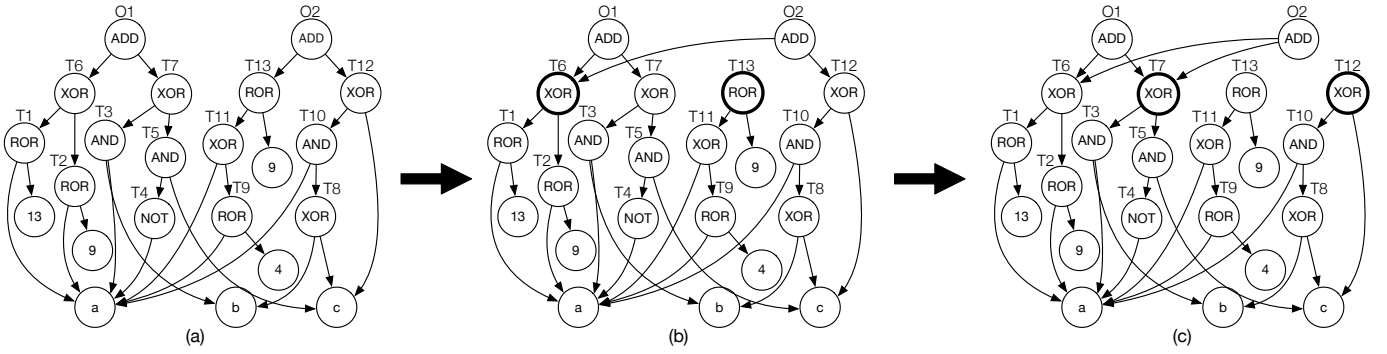 O1 O2
ADD ADD
T6 T7 T13 T12
XOR XOR ROR XOR
T1 T3 T5 T11 T10
ROR AND AND XOR AND
T2 T4 T9 T8
ROR NOT ROR XOR
13 9 9 4
a b c
(a)
O1 O2
ADD ADD
T6 T7 T13 T12
XOR XOR ROR XOR
T1 T3 T5 T11 T10
ROR AND AND XOR AND
T2 T4 T9 T8
ROR NOT ROR XOR
13 9 9 4
a b c
(b)
O1 O2
ADD ADD
T6 T7 T13 T12
XOR XOR ROR XOR
T1 T3 T5 T11 T10
ROR AND AND XOR AND
T2 T4 T9 T8
ROR NOT ROR XOR
13 9 9 4
a b c
(c)